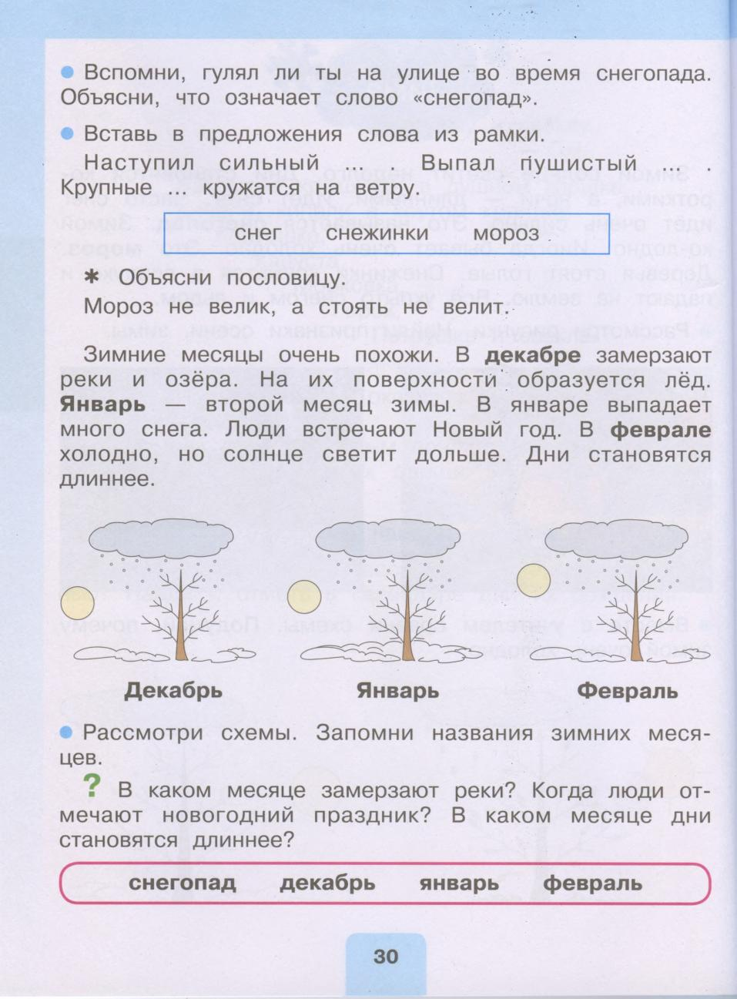 Вспомни, гулял ли ты на улице во время снегопада.
Объясни, что означает слово «снегопад».
Вставь в предложения слова из рамки.
Наступил сильный ... . Выпал пушистый ... .
Крупные ... кружатся на ветру.
снег снежинки мороз
* Объясни пословицу.
Мороз не велик, а стоять не велит.
Зимние месяцы очень похожи. В декабре замерзают
реки и озёра. На их поверхности образуется лёд.
Январь — второй месяц зимы. В январе выпадает
много снега. Люди встречают Новый год. В феврале
холодно, но солнце светит дольше. Дни становятся
длиннее.
Декабрь Январь Февраль
Рассмотри схемы. Запомни названия зимних меся-
цев.
? В каком месяце замерзают реки? Когда люди от-
мечают новогодний праздник? В каком месяце дни
становятся длиннее?
снегопад декабрь январь февраль
30